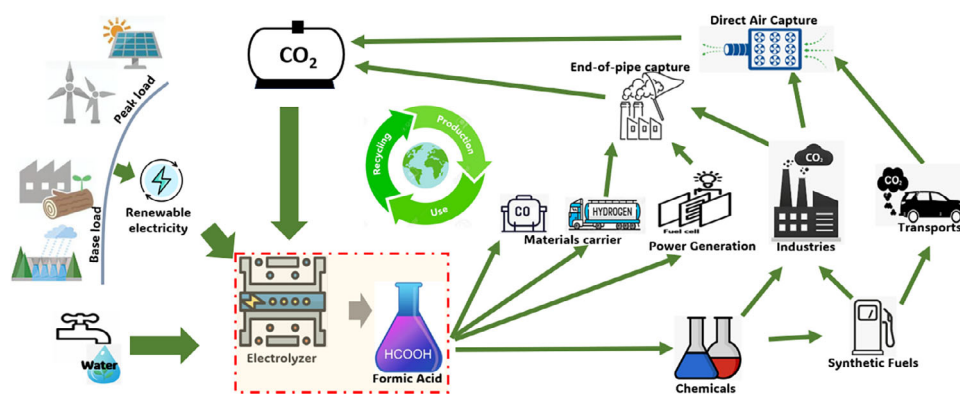 Direct Air Capture
CO2
End-of-pipe capture
Peak load
Production
Recycling
Use
CO2
CO2
Renewable
electricity
Base load
CO
HYDROGEN
Materials carrier
Fuel cell
Power Generation
Industries
Transports
Electrolyzer
HCOOH
Formic Acid
Water
Chemicals
Synthetic Fuels